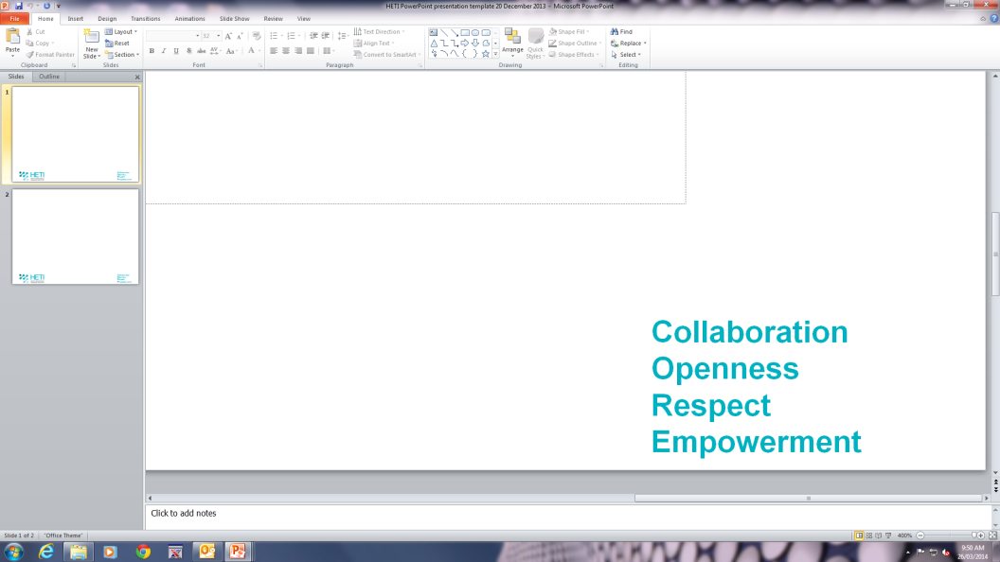 HETI PowerPoint presentation template 20 December 2013 – Microsoft PowerPoint
File Home Insert Design Transitions Animations Slide Show Review View
Paste
Cut
Copy
Format Painter
Clipboard
New Slide
Layout
Reset
Section
Slides
32
Font
Text Direction
Align Text
Convert to SmartArt
Paragraph
Arrange
Quick Styles
Shape Fill
Shape Outline
Shape Effects
Drawing
Find
Replace
Select
Editing
Slides Outline
1
HETI
2
HETI
Collaboration
Openness
Respect
Empowerment
Click to add notes
Slide 1 of 2 "Office Theme" 400%
9:50 AM
26/03/2014